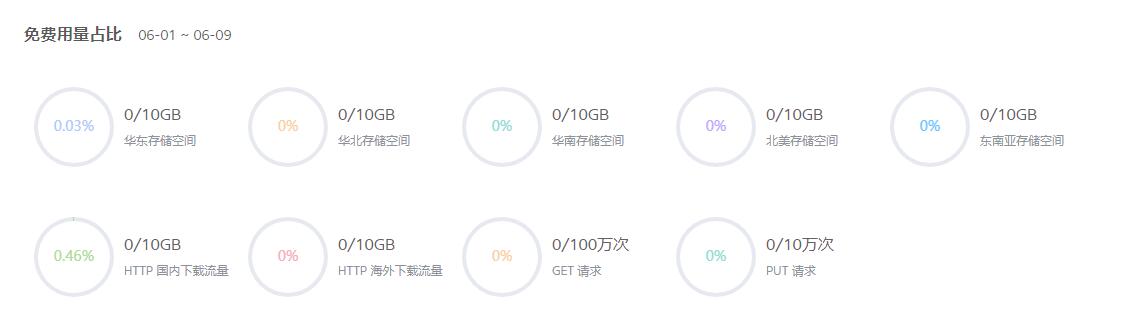 免费用量占比 06-01 ~ 06-09
0.03% 0/10GB 华东存储空间
0% 0/10GB 华北存储空间
0% 0/10GB 华南存储空间
0% 0/10GB 北美存储空间
0% 0/10GB 东南亚存储空间
0.46% 0/10GB HTTP 国内下载流量
0% 0/10GB HTTP 海外下载流量
0% 0/100万次 GET 请求
0% 0/10万次 PUT 请求